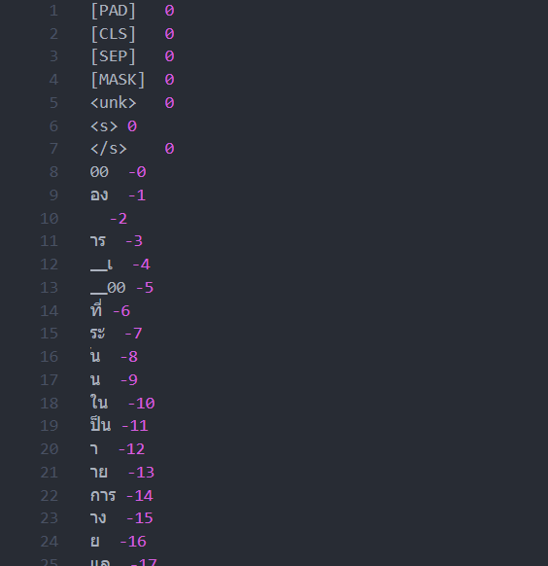 1 [PAD] 0
2 [CLS] 0
3 [SEP] 0
4 [MASK] 0
5 <unk> 0
6 <s> 0
7 </s> 0
8 00 -0
9 อง -1
10 -2
11 าร -3
12 __เ -4
13 __00 -5
14 ที่ -6
15 ระ -7
16 ่น -8
17 น -9
18 ใน -10
19 ป็น -11
20 า -12
21 าย -13
22 การ -14
23 าง -15
24 ย -16
25 แล -17